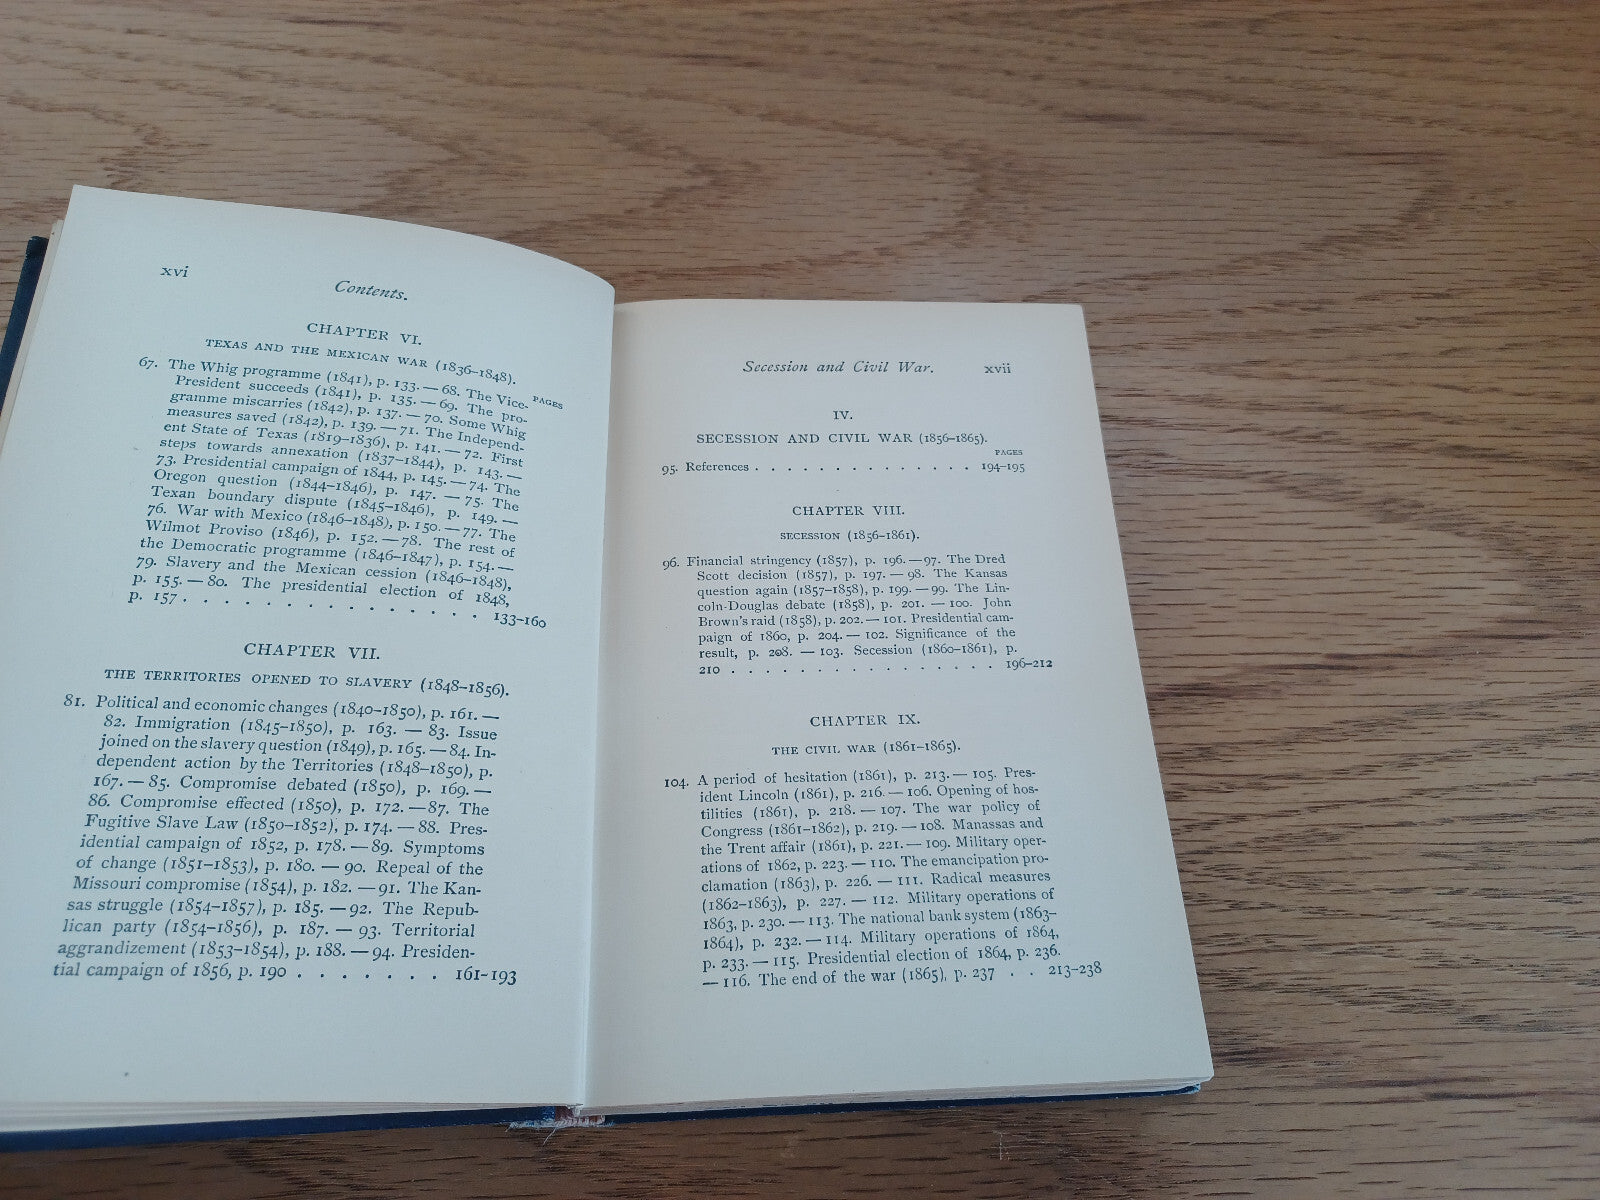 xvi
Contents.
CHAPTER VI.
TEXAS AND THE MEXICAN WAR (1836–1848).
PAGES
67. The Whig programme (1841), p. 133. — 68. The Vice-
President succeeds (1841), p. 135. — 69. The pro-
gramme miscarries (1842), p. 137. — 70. Some Whig
measures saved (1842), p. 139. — 71. The Independ-
ent State of Texas (1819–1836), p. 141. — 72. First
steps towards annexation (1837–1844), p. 143. —
73. Presidential campaign of 1844, p. 145. — 74. The
Oregon question (1844–1846), p. 147. — 75. The
Texan boundary dispute (1845–1846), p. 149. —
76. War with Mexico (1846–1848), p. 150. — 77. The
Wilmot Proviso (1846), p. 152. — 78. The rest of
the Democratic programme (1846–1847), p. 154. —
79. Slavery and the Mexican cession (1846–1848),
p. 155. — 80. The presidential election of 1848,
p. 157 . . . . . . . . . . . . . . . . 133–160
CHAPTER VII.
THE TERRITORIES OPENED TO SLAVERY (1848–1856).
81. Political and economic changes (1840–1850), p. 161. —
82. Immigration (1845–1850), p. 163. — 83. Issue
joined on the slavery question (1849), p. 165. — 84. In-
dependent action by the Territories (1848–1850), p.
167. — 85. Compromise debated (1850), p. 169. —
86. Compromise effected (1850), p. 172. — 87. The
Fugitive Slave Law (1850–1852), p. 174. — 88. Pres-
idential campaign of 1852, p. 178. — 89. Symptoms
of change (1851–1853), p. 180. — 90. Repeal of the
Missouri compromise (1854), p. 182. — 91. The Kan-
sas struggle (1854–1857), p. 185. — 92. The Repub-
lican party (1854–1856), p. 187. — 93. Territorial
aggrandizement (1853–1854), p. 188. — 94. Presiden-
tial campaign of 1856, p. 190 . . . . . . . 161–193
Secession and Civil War. xvii
IV.
SECESSION AND CIVIL WAR (1856–1865).
PAGES
95. References . . . . . . . . . . . . . . 194–195
CHAPTER VIII.
SECESSION (1856–1861).
96. Financial stringency (1857), p. 196. — 97. The Dred
Scott decision (1857), p. 197. — 98. The Kansas
question again (1857–1858), p. 199. — 99. The Lin-
coln-Douglas debate (1858), p. 201. — 100. John
Brown's raid (1858), p. 202. — 101. Presidential cam-
paign of 1860, p. 204. — 102. Significance of the
result, p. 208. — 103. Secession (1860–1861), p.
210 . . . . . . . . . . . . . . . . 196–212
CHAPTER IX.
THE CIVIL WAR (1861–1865).
104. A period of hesitation (1861), p. 213. — 105. Pres-
ident Lincoln (1861), p. 216. — 106. Opening of hos-
tilities (1861), p. 218. — 107. The war policy of
Congress (1861–1862), p. 219. — 108. Manassas and
the Trent affair (1861), p. 221. — 109. Military oper-
ations of 1862, p. 223. — 110. The emancipation pro-
clamation (1863), p. 226. — 111. Radical measures
(1862–1863), p. 227. — 112. Military operations of
1863, p. 230. — 113. The national bank system (1863–
1864), p. 232. — 114. Military operations of 1864,
p. 233. — 115. Presidential election of 1864, p. 236.
— 116. The end of the war (1865), p. 237 . . 213–238